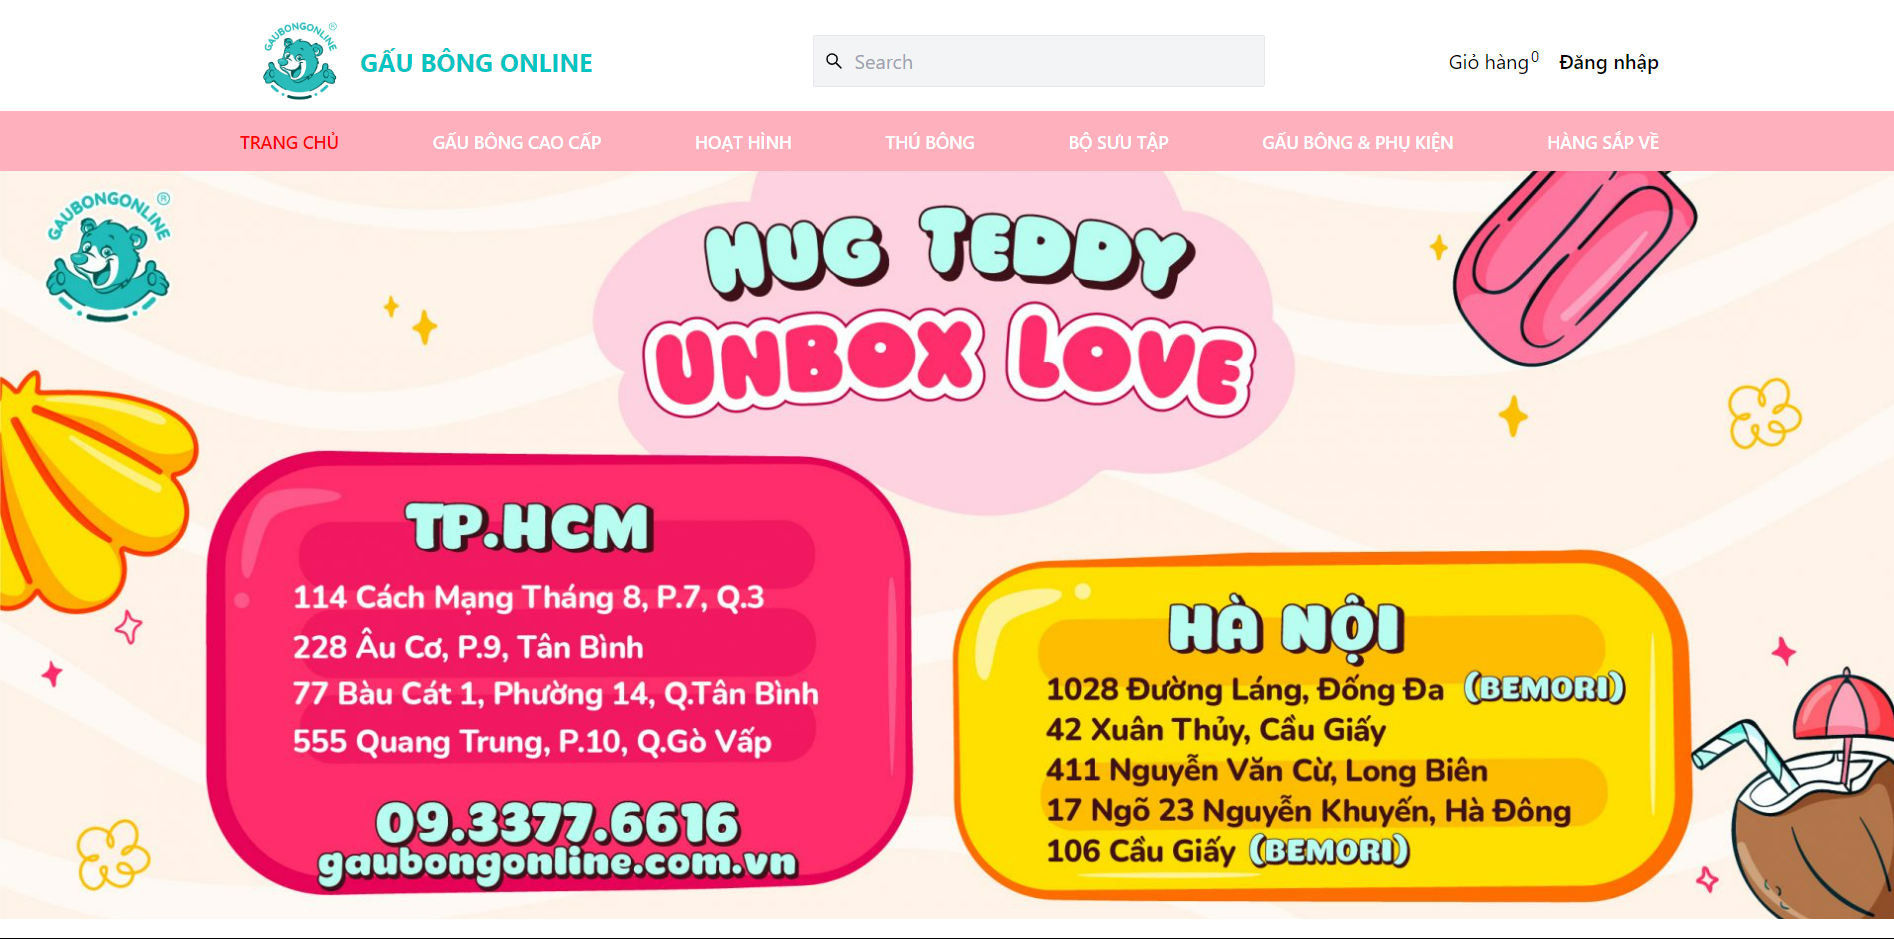 GAUBONGONLINE ®
GẤU BÔNG ONLINE
Search
Giỏ hàng 0
Đăng nhập
TRANG CHỦ
GẤU BÔNG CAO CẤP
HOẠT HÌNH
THÚ BÔNG
BỘ SƯU TẬP
GẤU BÔNG & PHỤ KIỆN
HÀNG SẮP VỀ
GAUBONGONLINE ®
HUG TEDDY
UNBOX LOVE
TP.HCM
114 Cách Mạng Tháng 8, P.7, Q.3
228 Âu Cơ, P.9, Tân Bình
77 Bàu Cát 1, Phường 14, Q.Tân Bình
555 Quang Trung, P.10, Q.Gò Vấp
09.3377.6616
gaubongonline.com.vn
HÀ NỘI
1028 Đường Láng, Đống Đa (BEMORI)
42 Xuân Thủy, Cầu Giấy
411 Nguyễn Văn Cừ, Long Biên
17 Ngõ 23 Nguyễn Khuyến, Hà Đông
106 Cầu Giấy (BEMORI)